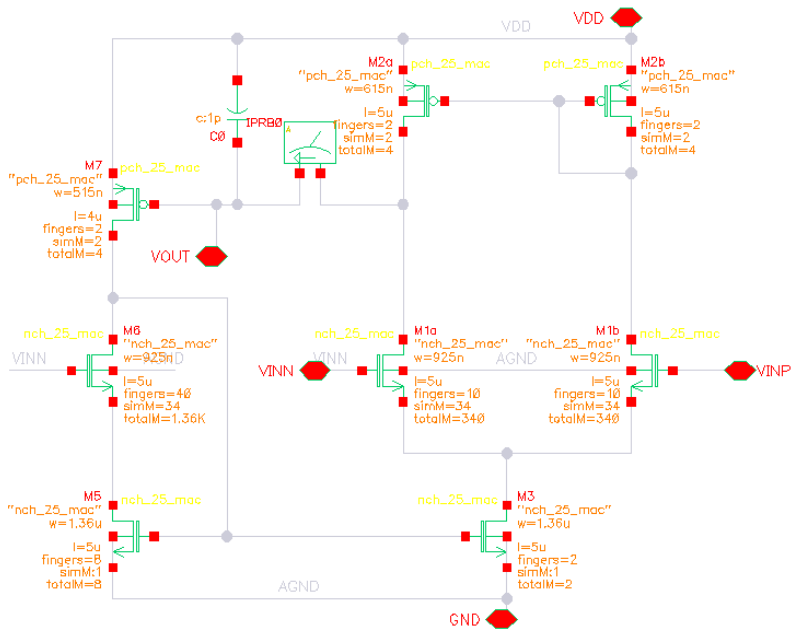 VDD
VDD
M2a
pch_25_mac
"pch_25_mac"
w=615n
l=5u
fingers=2
simM=2
totalM=4
pch_25_mac
M2b
"pch_25_mac"
w=615n
l=5u
fingers=2
simM=2
totalM=4
c:1p
C0
IPRB0
M7
pch_25_mac
"pch_25_mac"
w=515n
l=4u
fingers=2
simM=2
totalM=4
VOUT
M6
nch_25_mac
"nch_25_mac"
w=925n
VINN
l=5u
fingers=40
simM=34
totalM=1.36K
VINN
VINN
nch_25_mac
M1a
"nch_25_mac"
w=925n
l=5u
fingers=10
simM=34
totalM=340
AGND
M1b
nch_25_mac
"nch_25_mac"
w=925n
l=5u
fingers=10
simM=34
totalM=340
VINP
M5
nch_25_mac
"nch_25_mac"
w=1.36u
l=5u
fingers=8
simM:1
totalM=8
nch_25_mac
M3
"nch_25_mac"
w=1.36u
l=5u
fingers=2
simM:1
totalM=2
AGND
GND